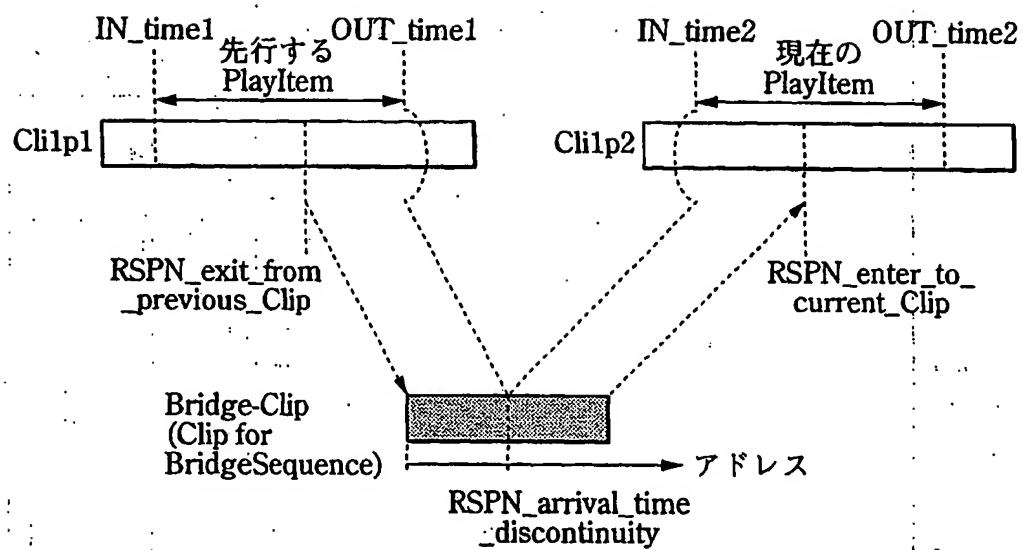 IN_time1
OUT_time1
先行する
PlayItem
IN_time2
OUT_time2
現在の
PlayItem
Cli1p1
Cli1p2
RSPN_exit_from
_previous_Clip
RSPN_enter_to_
current_Clip
Bridge-Clip
(Clip for
BridgeSequence)
アドレス
RSPN_arrival_time
_discontinuity